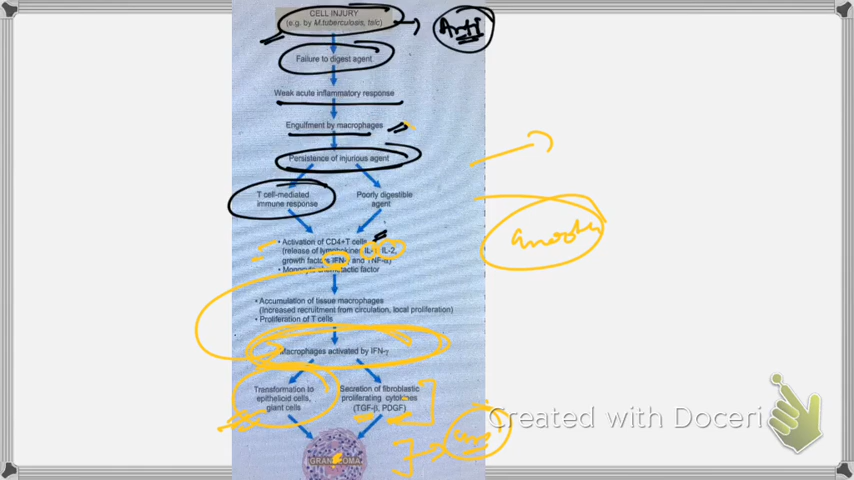 CELL INJURY
(e.g. by M.tuberculosis, talc)
Anti
Failure to digest agent
Weak acute inflammatory response
Engulfment by macrophages
Persistence of injurious agent
T cell-mediated
immune response
Poorly digestible
agent
• Activation of CD4+T cells
(release of lymphokines IL-1, IL-2,
growth factors IFN-γ and TNF-α)
• Monocyte chemotactic factor
• Accumulation of tissue macrophages
(Increased recruitment from circulation, local proliferation)
• Proliferation of T cells
Macrophages activated by IFN-γ
Transformation to
epithelioid cells,
giant cells
Secretion of fibroblastic
proliferating cytokines
(TGF-β, PDGF)
GRANULOMA
Created with Doceri